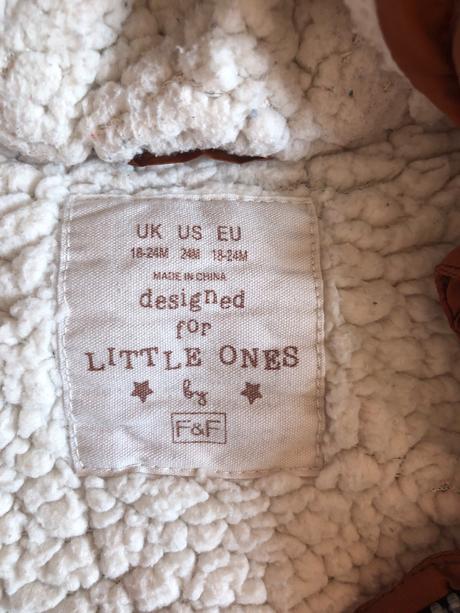 UK US EU
18-24M 24M 18-24M
MADE IN CHINA
designed
for
LITTLE ONES
by
F&F